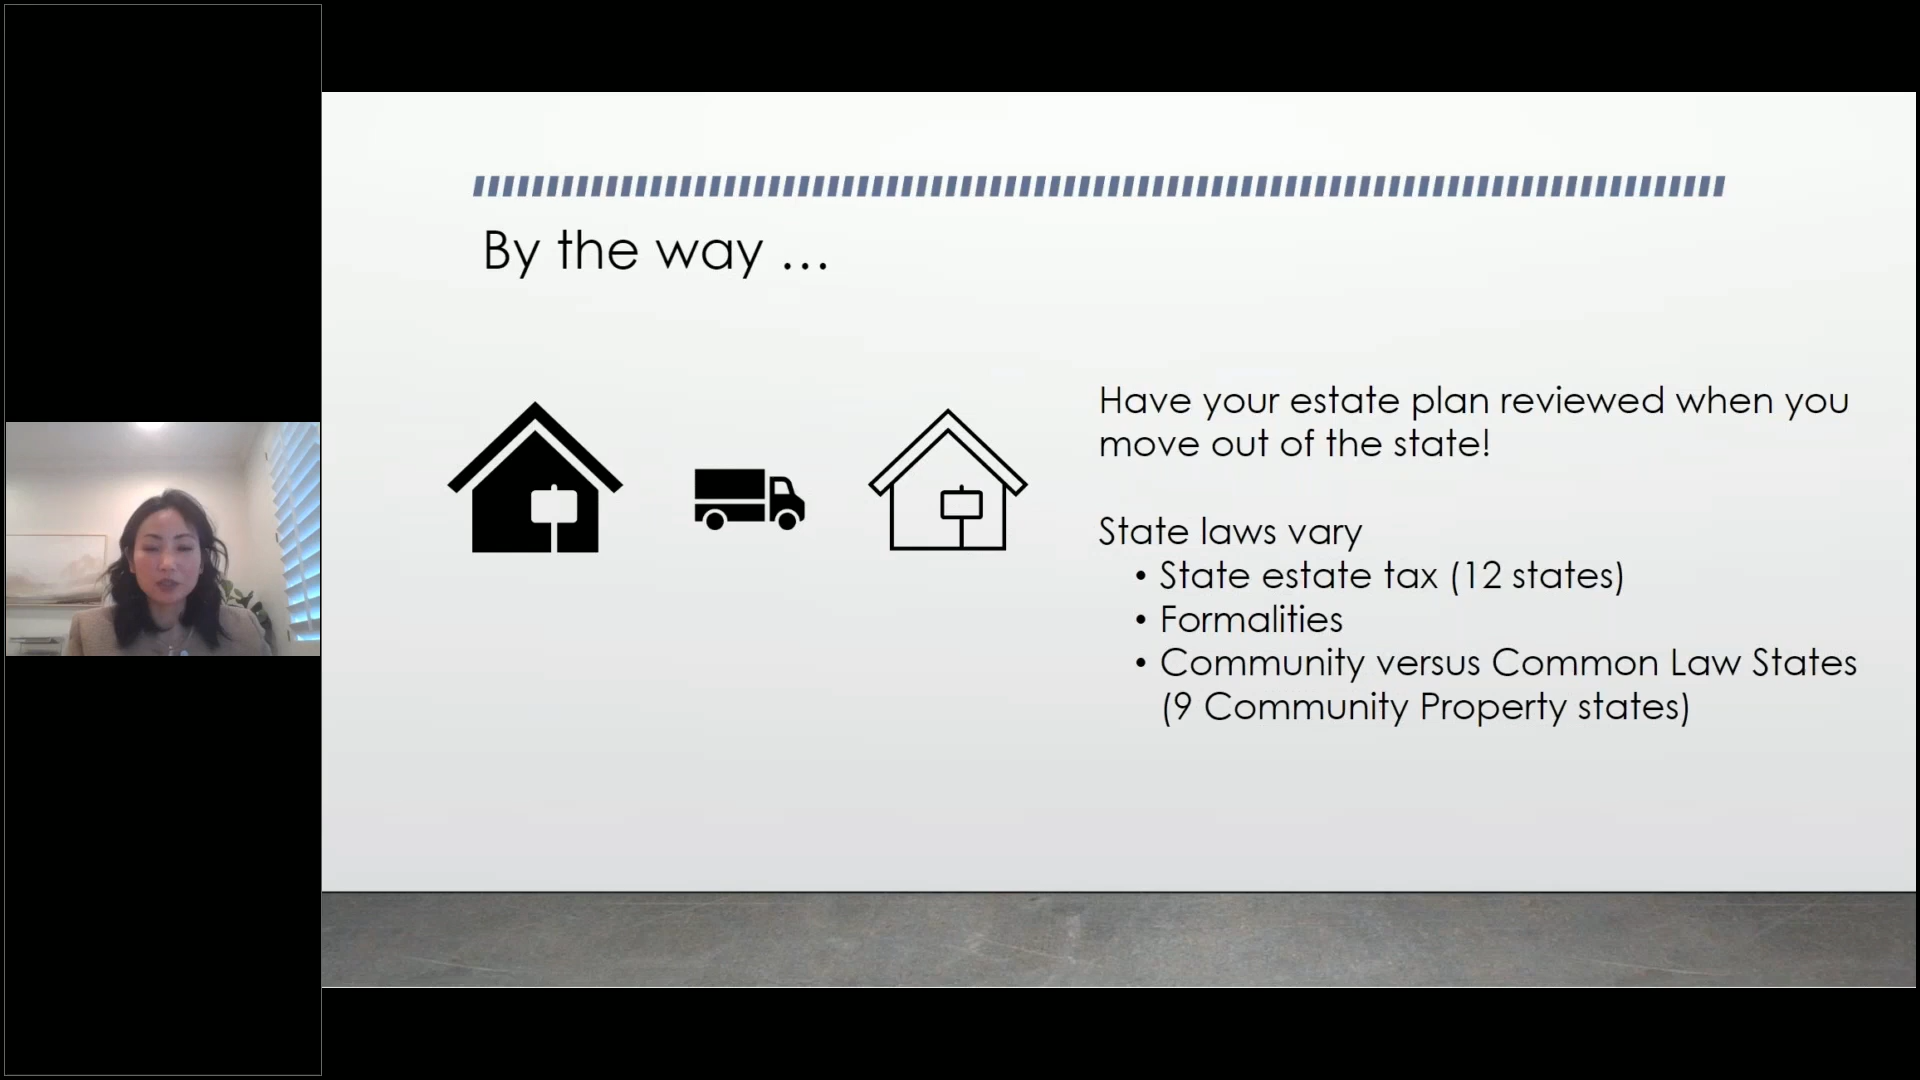 By the way ...
Have your estate plan reviewed when you
move out of the state!
State laws vary
• State estate tax (12 states)
• Formalities
• Community versus Common Law States
(9 Community Property states)